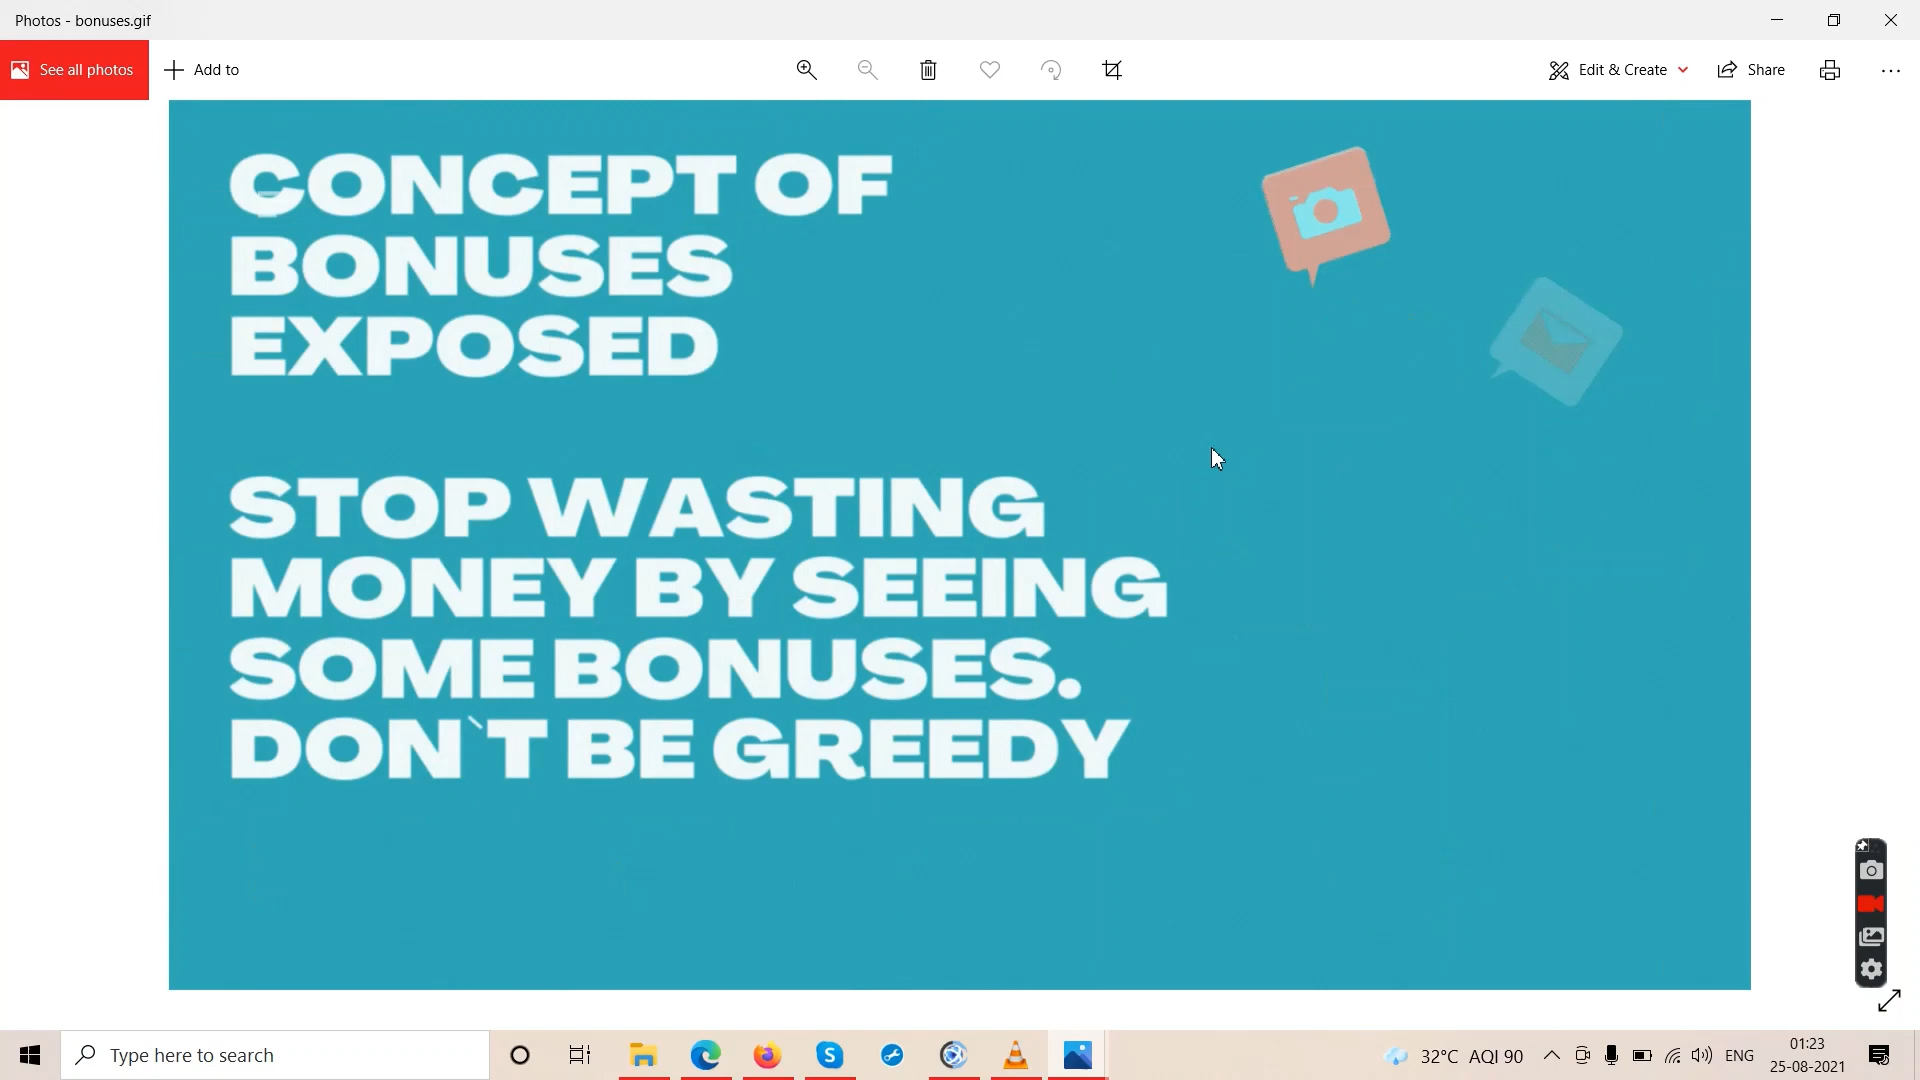 Photos - bonuses.gif
See all photos
Add to
Edit & Create
Share
CONCEPT OF
BONUSES
EXPOSED
STOP WASTING
MONEY BY SEEING
SOME BONUSES.
DON`T BE GREEDY
Type here to search
32°C AQI 90
ENG
01:23
25-08-2021